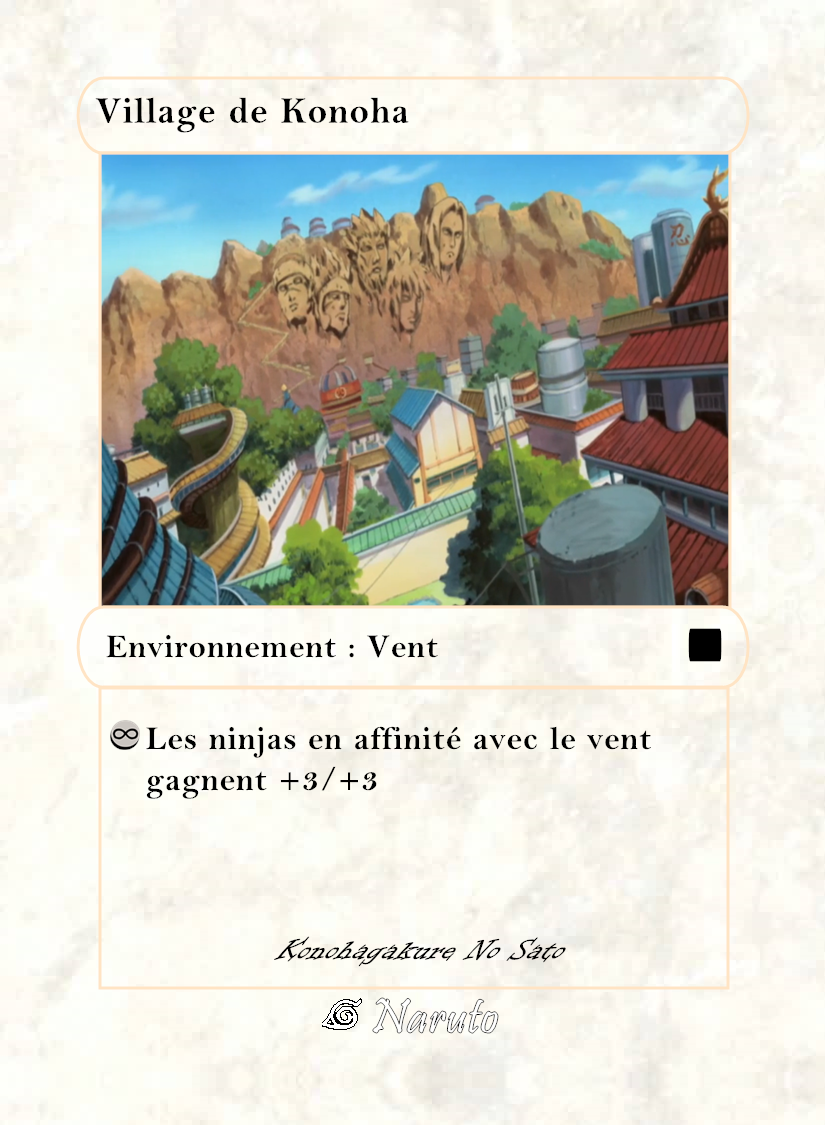 Village de Konoha
忍
Environnement : Vent
∞ Les ninjas en affinité avec le vent
gagnent +3/+3
Konohagakure No Sato
Naruto